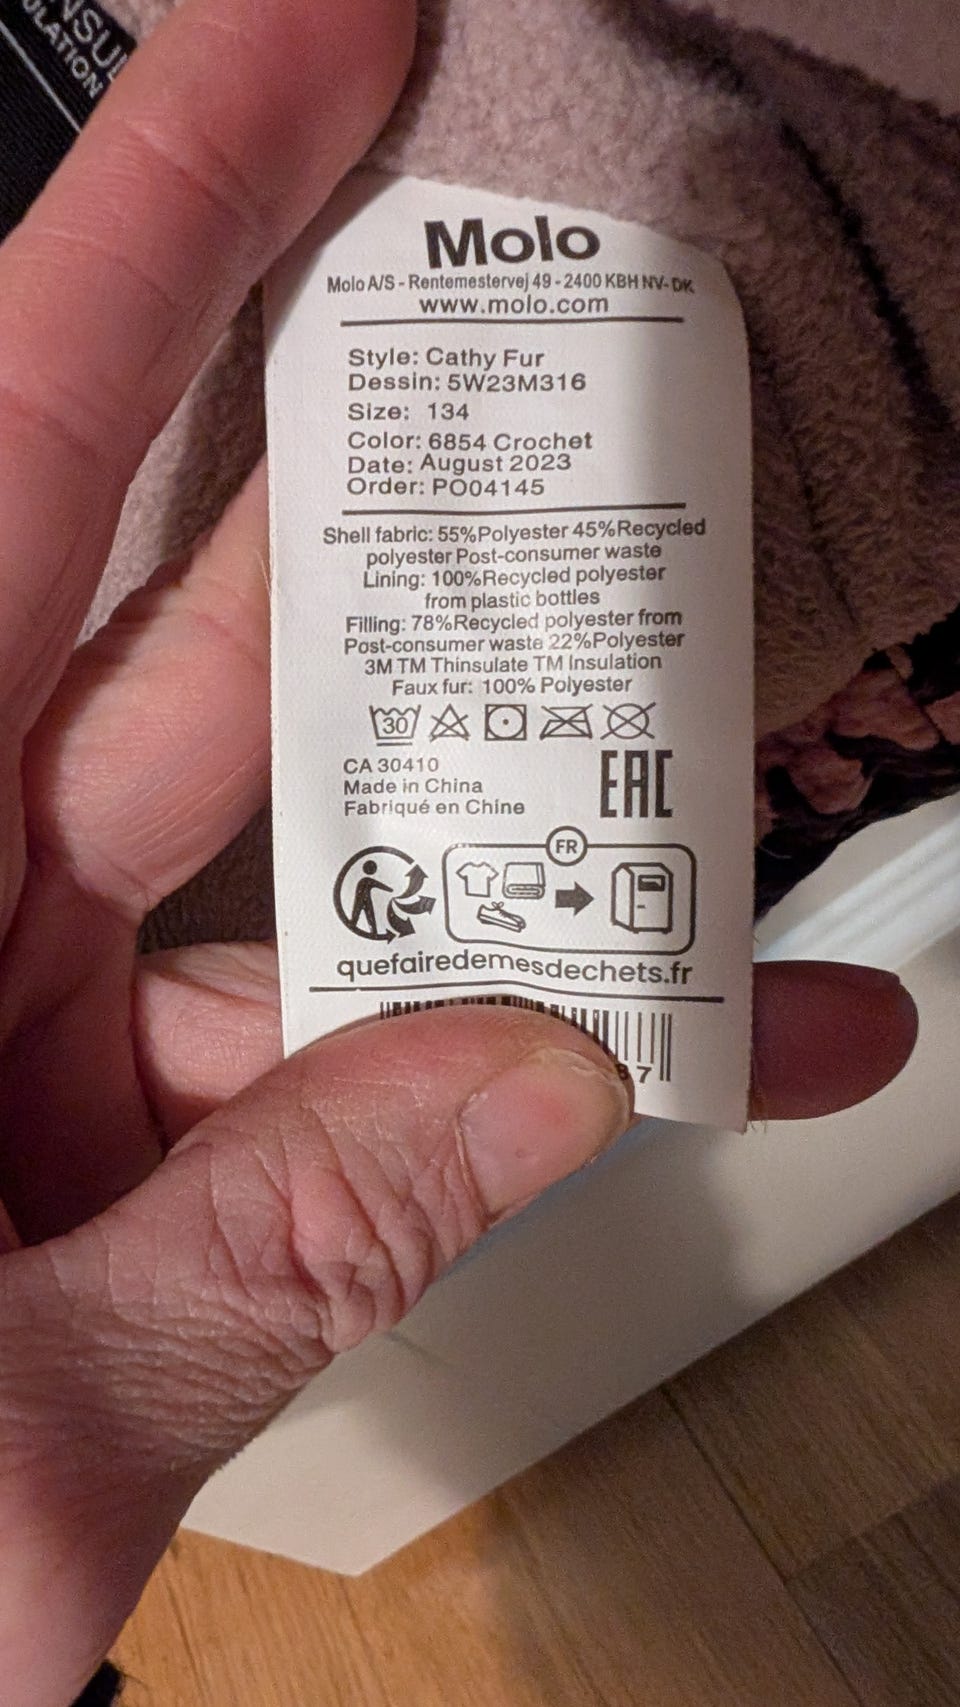 INSUL
ULATION
Molo
Molo A/S - Rentemestervej 49 - 2400 KBH NV- DK
www.molo.com
Style: Cathy Fur
Dessin: 5W23M316
Size: 134
Color: 6854 Crochet
Date: August 2023
Order: PO04145
Shell fabric: 55%Polyester 45%Recycled
polyester Post-consumer waste
Lining: 100%Recycled polyester
from plastic bottles
Filling: 78%Recycled polyester from
Post-consumer waste 22%Polyester
3M TM Thinsulate TM Insulation
Faux fur: 100% Polyester
30
CA 30410
Made in China
Fabriqué en Chine
EAC
FR
quefairedemesdechets.fr
87